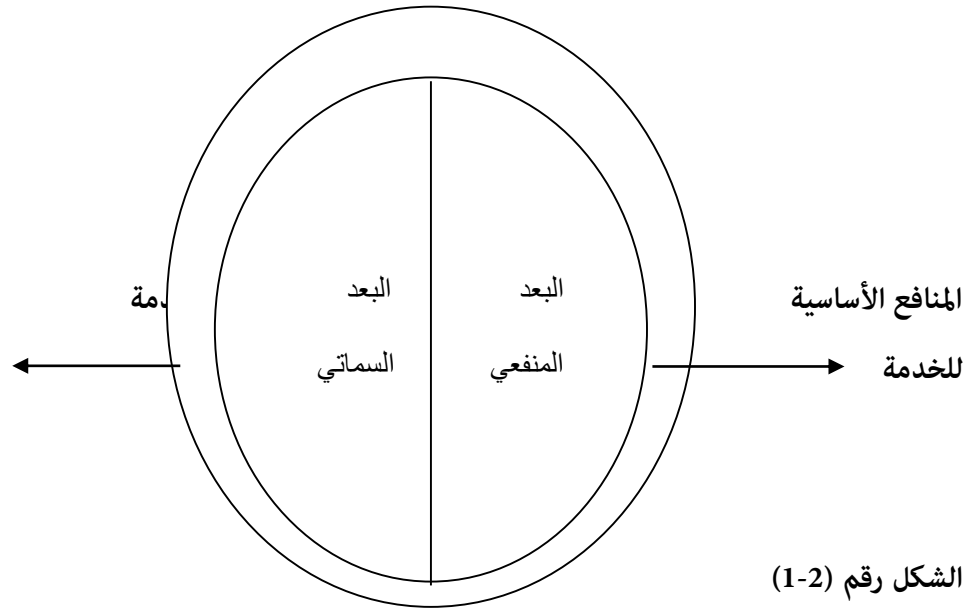 المنافع الأساسية
للخدمة
البعد
المنفعي
البعد
السماتي
الشكل رقم (2-1)